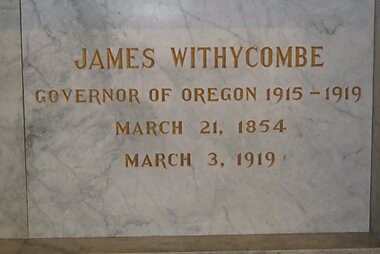 JAMES WITHYCOMBE
GOVERNOR OF OREGON 1915-1919
MARCH 21, 1854
MARCH 3, 1919